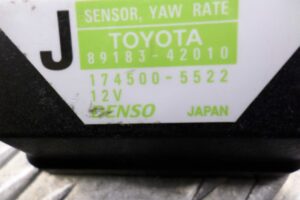 J
SENSOR, YAW RATE
TOYOTA
89183-42010
174500-5522
12V
DENSO JAPAN